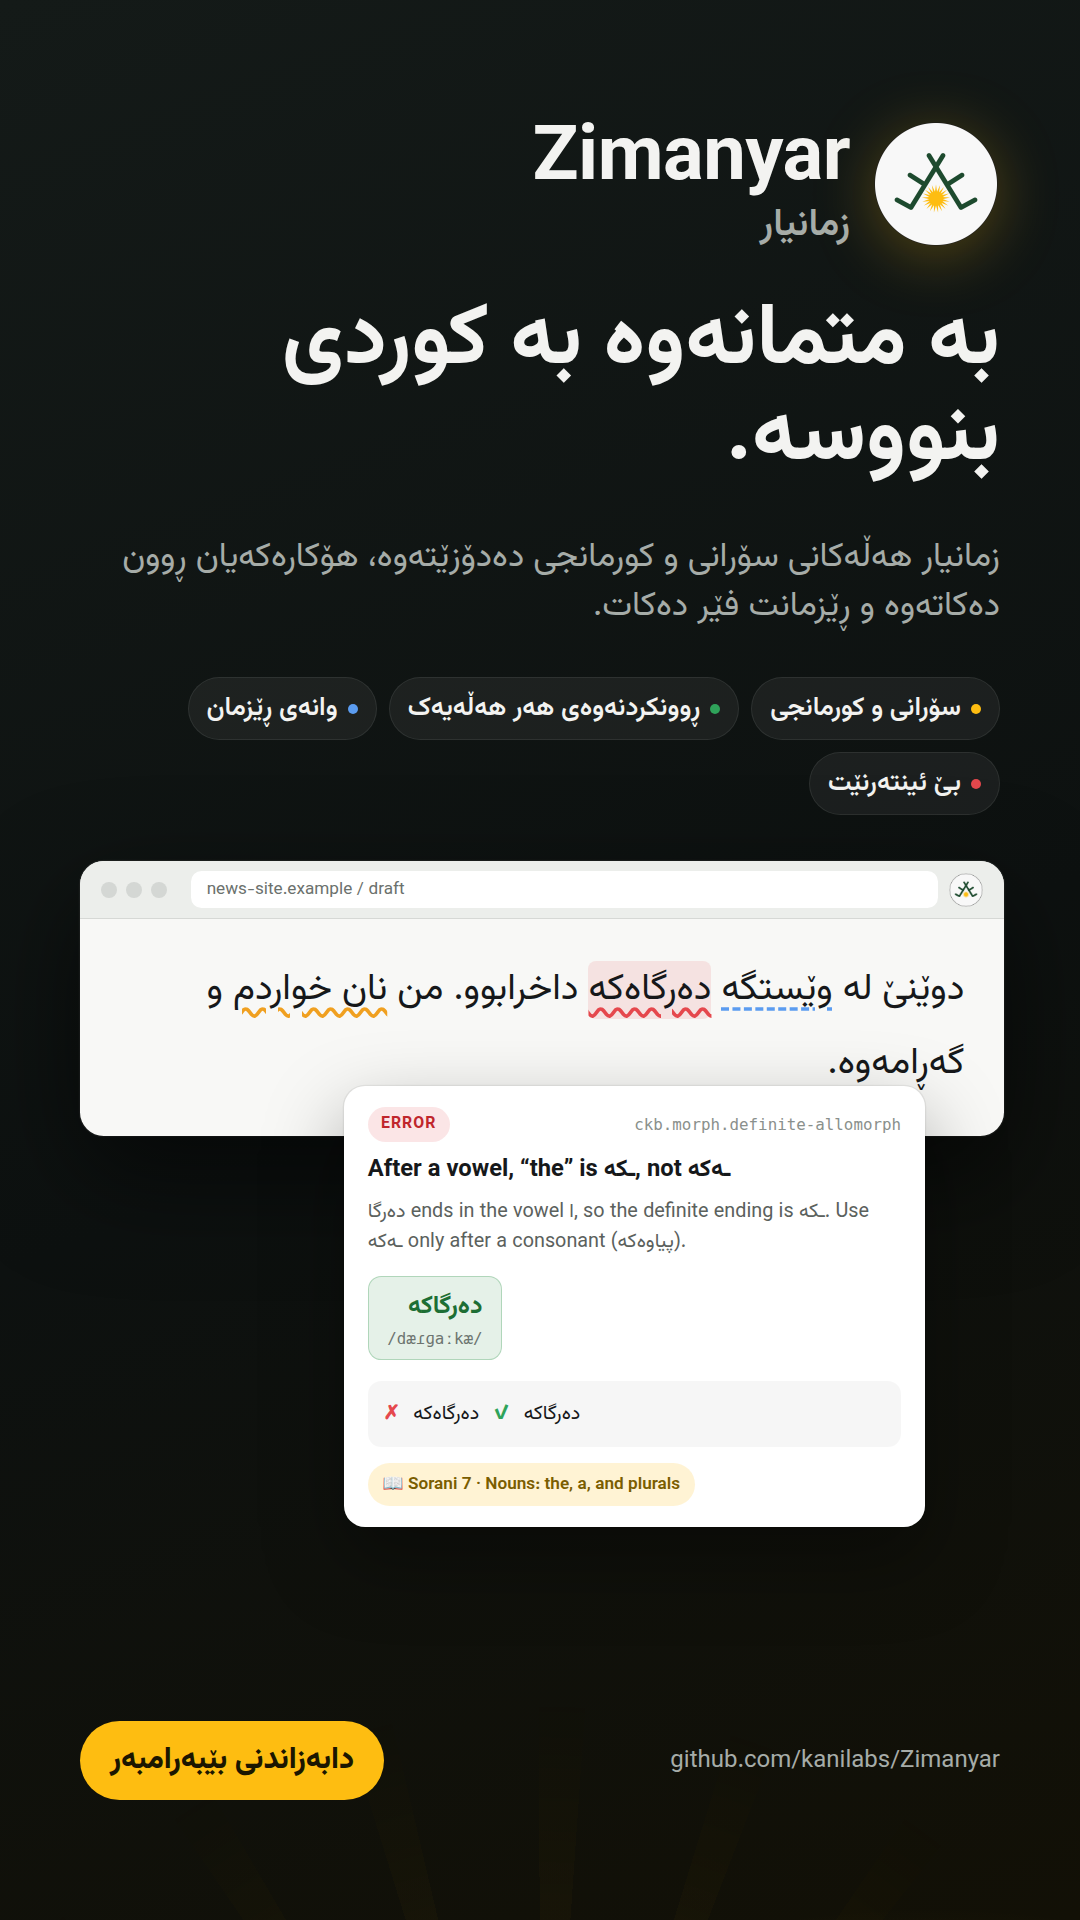 Zimanyar
زمانیار
بە متمانەوە بە کوردی
بنووسە.
زمانیار هەڵەکانی سۆرانی و کورمانجی دەدۆزێتەوە، هۆکارەکەیان ڕوون
دەکاتەوە و ڕێزمانت فێر دەکات.
سۆرانی و کورمانجی
ڕوونکردنەوەی هەر هەڵەیەک
وانەی ڕێزمان
بێ ئینتەرنێت
news-site.example / draft
دوێنێ لە وێستگە دەرگاەکە داخرابوو. من نان خواردم و
گەڕامەوە.
ERROR
ckb.morph.definite-allomorph
After a vowel, “the” is ـکە, not ـەکە
دەرگا ends in the vowel ا, so the definite ending is ـکە. Use
ـەکە only after a consonant (پیاوەکە).
دەرگاکە
/dæɾɡaːkæ/
✗ دەرگاەکە ✓ دەرگاکە
📖 Sorani 7 · Nouns: the, a, and plurals
دابەزاندنی بێبەرامبەر
github.com/kanilabs/Zimanyar